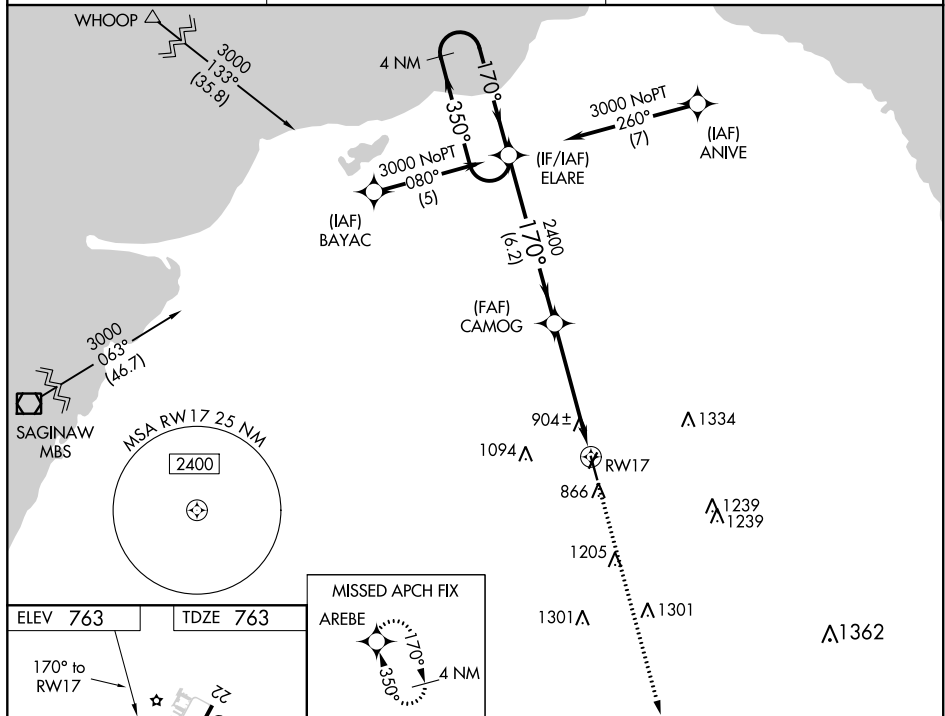 WHOOP
3000
133°
(35.8)
4 NM
170°
350°
3000 NoPT
260°
(7)
(IAF)
ANIVE
3000 NoPT
080°
(5)
(IF/IAF)
ELARE
(IAF)
BAYAC
2400
170°
(6.2)
(FAF)
CAMOG
3000
063°
(46.7)
SAGINAW
MBS
MSA RW17 25 NM
2400
904±
1334
1094
RW17
866
1239
1239
1205
1301
1301
1362
MISSED APCH FIX
AREBE
170°
350°
4 NM
ELEV 763
TDZE 763
170° to
RW17
22